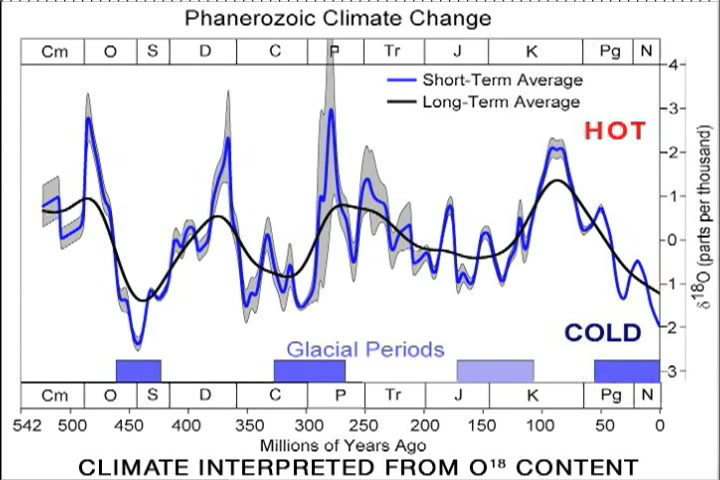 Phanerozoic Climate Change
Cm O S D C P Tr J K Pg N
Short-Term Average
Long-Term Average
HOT
4
3
2
1
0
1
2
3
δ18O (parts per thousand)
COLD
Glacial Periods
Cm O S D C P Tr J K Pg N
542 500 450 400 350 300 250 200 150 100 50 0
Millions of Years Ago
CLIMATE INTERPRETED FROM O¹⁸ CONTENT